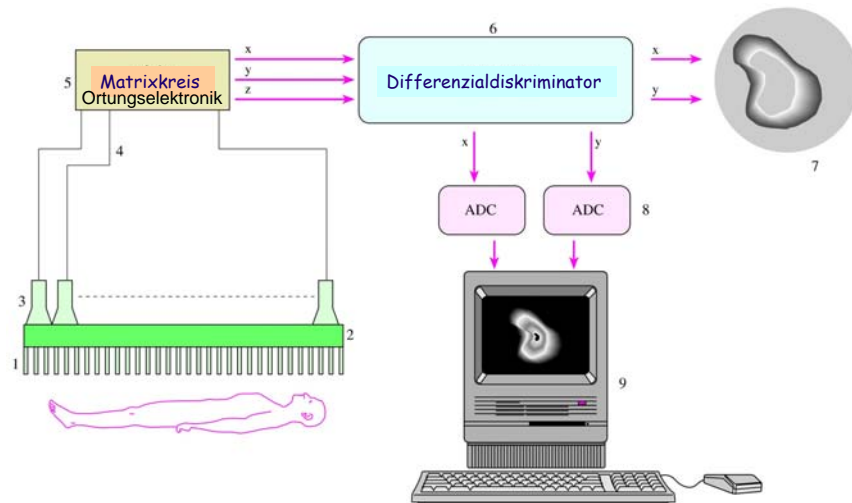 6
x
x
5
Matrixkreis
y
Differenzialdiskriminator
Ortungselektronik
z
y
4
x
y
7
ADC
ADC
8
3
2
1
9